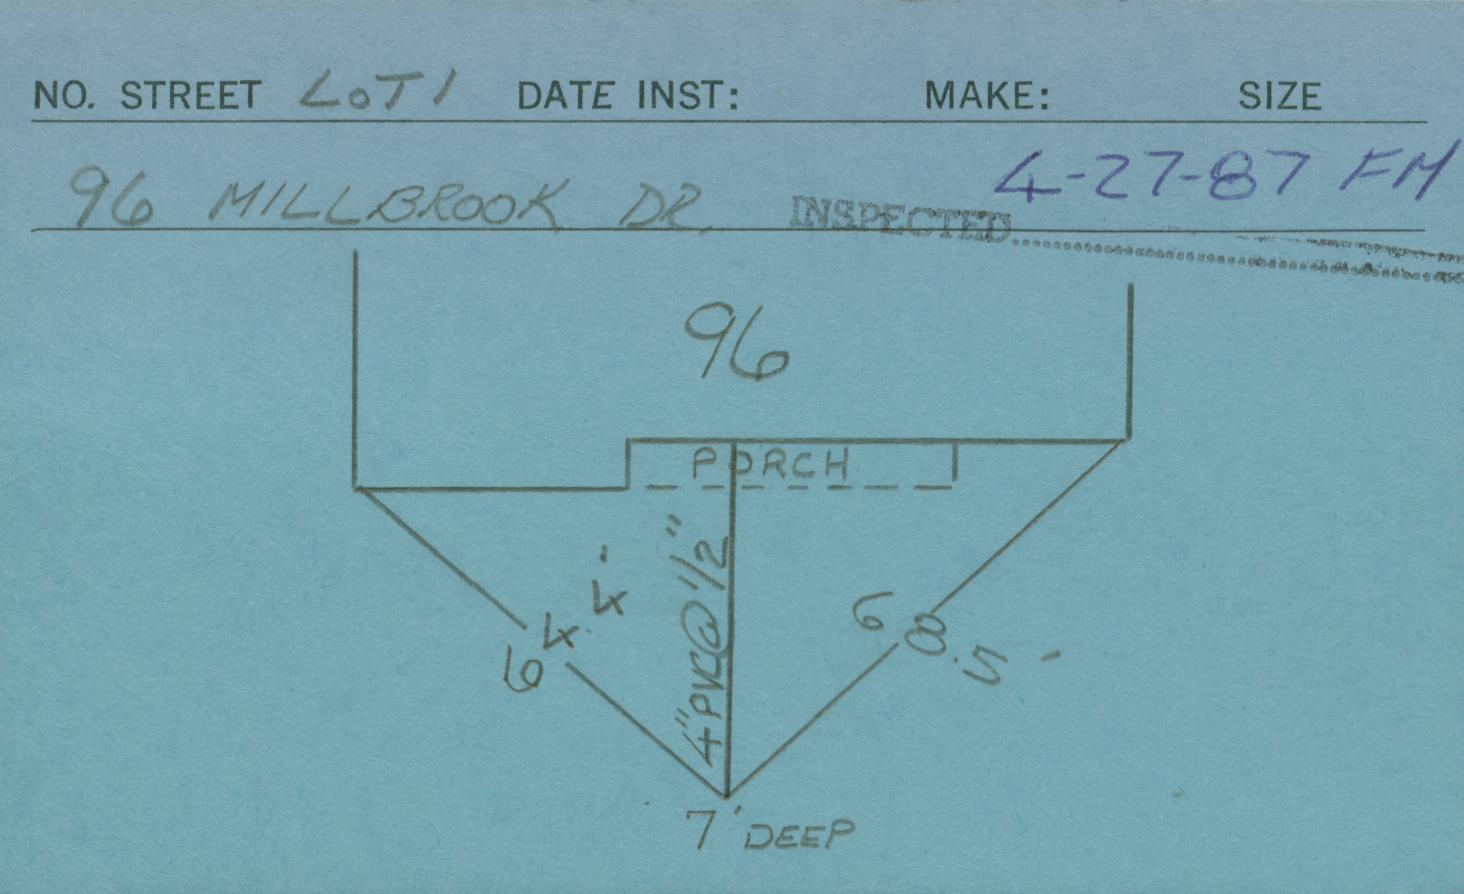 NO. STREET LOT 1 DATE INST: MAKE: SIZE
96 MILLBROOK DR. INSPECTED 4-27-87 FM
96
PORCH
4" PVC @ 1/2"
64.4'
68.5'
7' DEEP